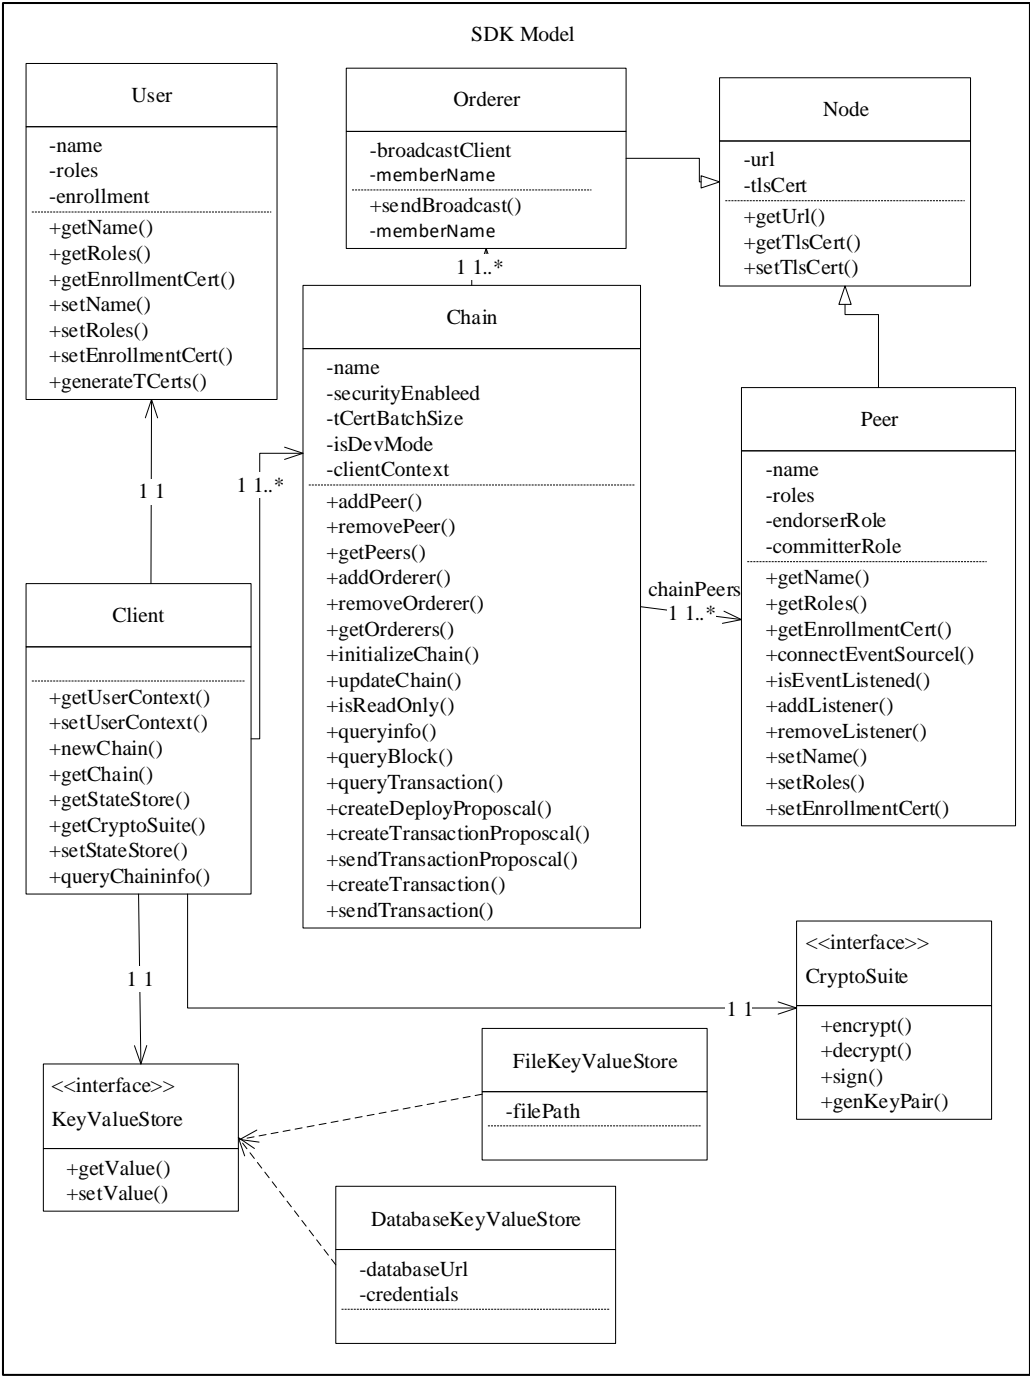 SDK Model
User
-name
-roles
-enrollment
+getName()
+getRoles()
+getEnrollmentCert()
+setName()
+setRoles()
+setEnrollmentCert()
+generateTCerts()
Orderer
-broadcastClient
-memberName
+sendBroadcast()
-memberName
Node
-url
-tlsCert
+getUrl()
+getTlsCert()
+setTlsCert()
1 1..*
Chain
-name
-securityEnableed
-tCertBatchSize
-isDevMode
-clientContext
+addPeer()
+removePeer()
+getPeers()
+addOrderer()
+removeOrderer()
+getOrderers()
+initializeChain()
+updateChain()
+isReadOnly()
+queryinfo()
+queryBlock()
+queryTransaction()
+createDeployProposcal()
+createTransactionProposcal()
+sendTransactionProposcal()
+createTransaction()
+sendTransaction()
Peer
-name
-roles
-endorserRole
-committerRole
+getName()
+getRoles()
+getEnrollmentCert()
+connectEventSourcel()
+isEventListened()
+addListener()
+removeListener()
+setName()
+setRoles()
+setEnrollmentCert()
1 1
1 1..*
chainPeers
1 1..*
Client
+getUserContext()
+setUserContext()
+newChain()
+getChain()
+getStateStore()
+getCryptoSuite()
+setStateStore()
+queryChaininfo()
1 1
1 1
<<interface>>
CryptoSuite
+encrypt()
+decrypt()
+sign()
+genKeyPair()
<<interface>>
KeyValueStore
+getValue()
+setValue()
FileKeyValueStore
-filePath
DatabaseKeyValueStore
-databaseUrl
-credentials